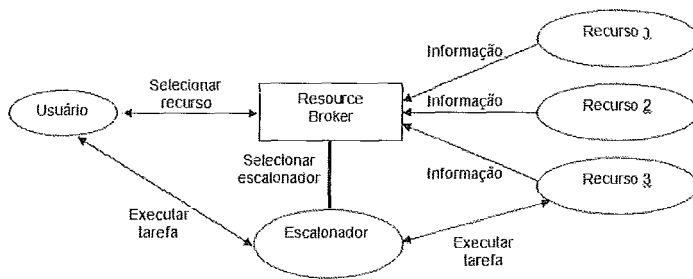 Recurso 1
Informação
Selecionar
recurso
Usuário
Resource
Broker
Informação
Recurso 2
Selecionar
escalonador
Informação
Recurso 3
Executar
tarefa
Escalonador
Executar
tarefa